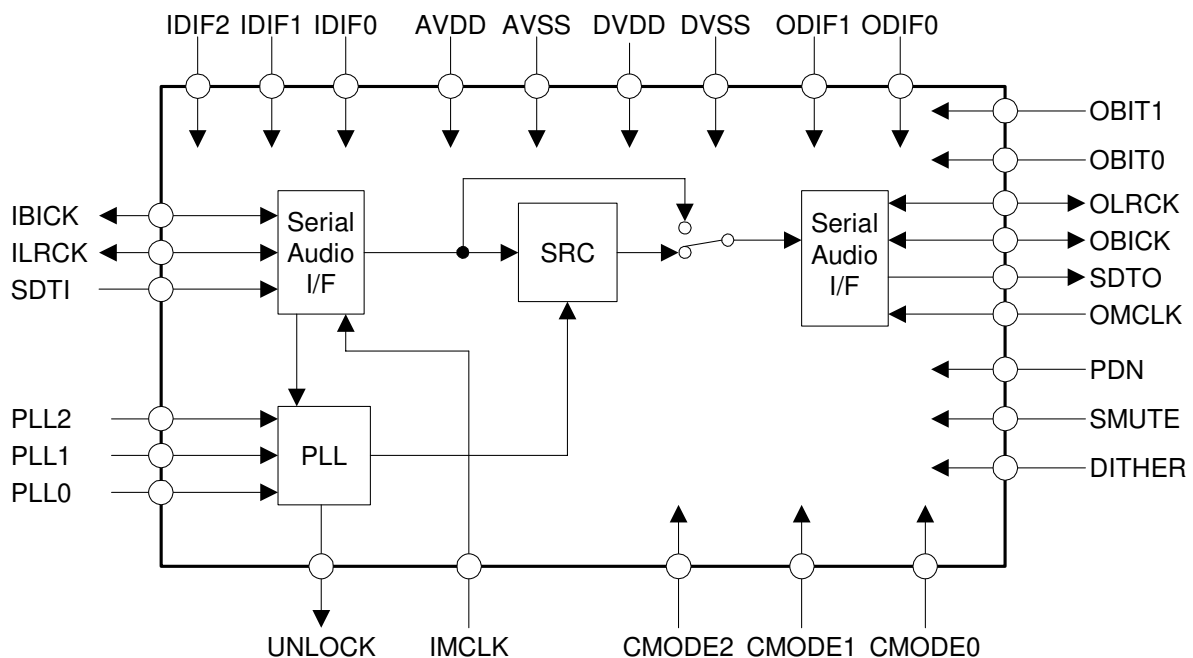 IDIF2 IDIF1 IDIF0 AVDD AVSS DVDD DVSS ODIF1 ODIF0
OBIT1
OBIT0
IBICK
ILRCK
SDTI
Serial
Audio
I/F
SRC
Serial
Audio
I/F
OLRCK
OBICK
SDTO
OMCLK
PDN
SMUTE
DITHER
PLL2
PLL1
PLL0
PLL
UNLOCK IMCLK CMODE2 CMODE1 CMODE0